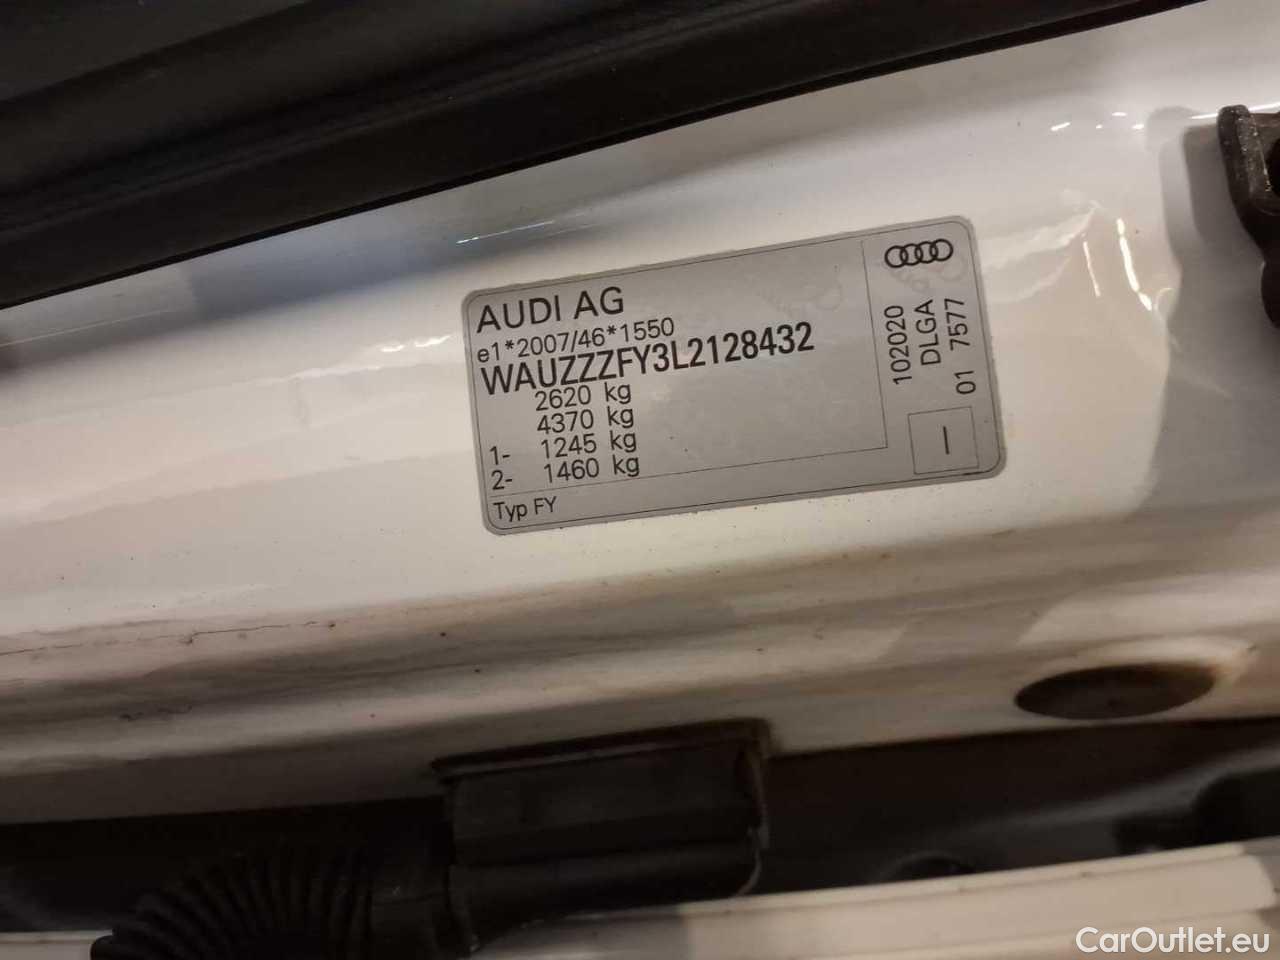 AUDI AG
e1*2007/46*1550
WAUZZZFY3L2128432
2620 kg
4370 kg
1- 1245 kg
2- 1460 kg
Typ FY
102020
DLGA
01 7577
I
CarOutlet.eu